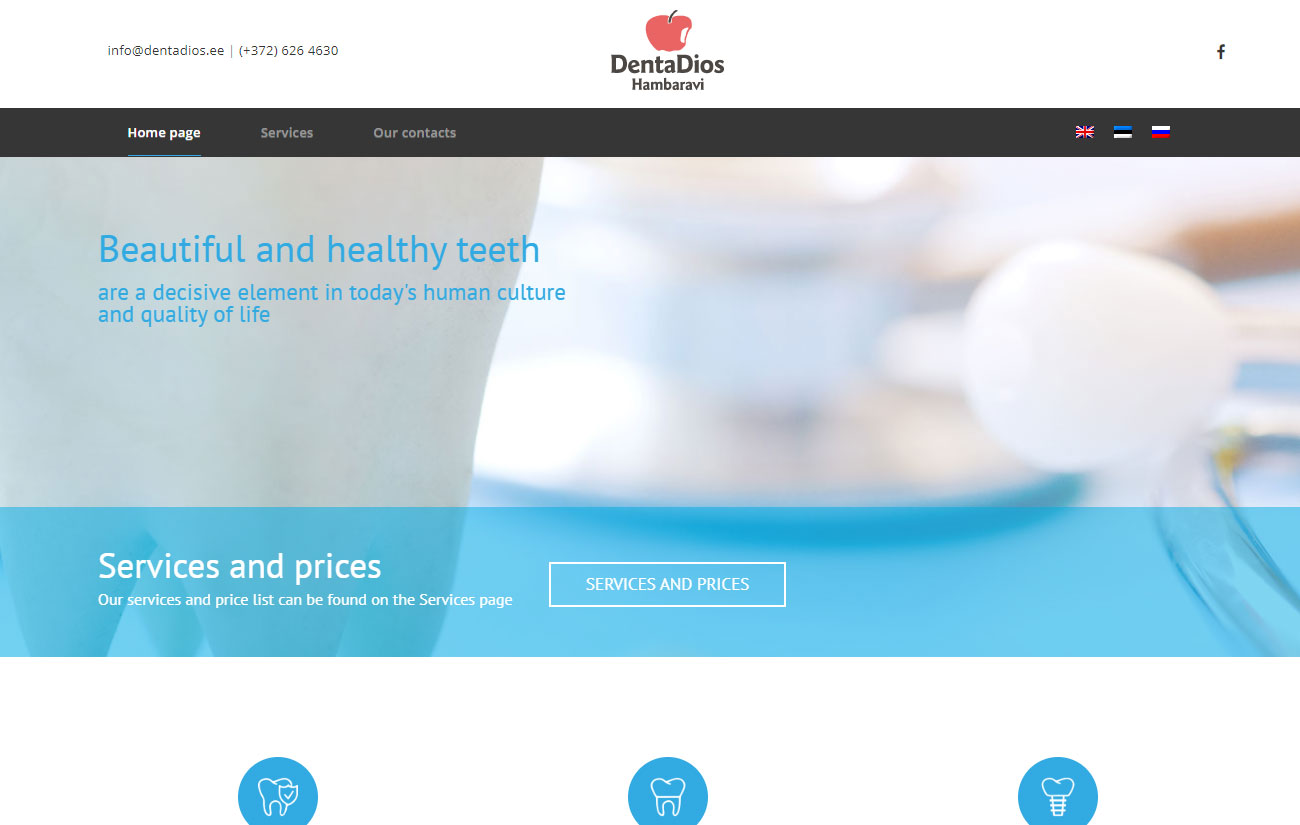 info@dentadios.ee | (+372) 626 4630
DentaDios
Hambaravi
Home page
Services
Our contacts
Beautiful and healthy teeth
are a decisive element in today's human culture
and quality of life
Services and prices
Our services and price list can be found on the Services page
SERVICES AND PRICES